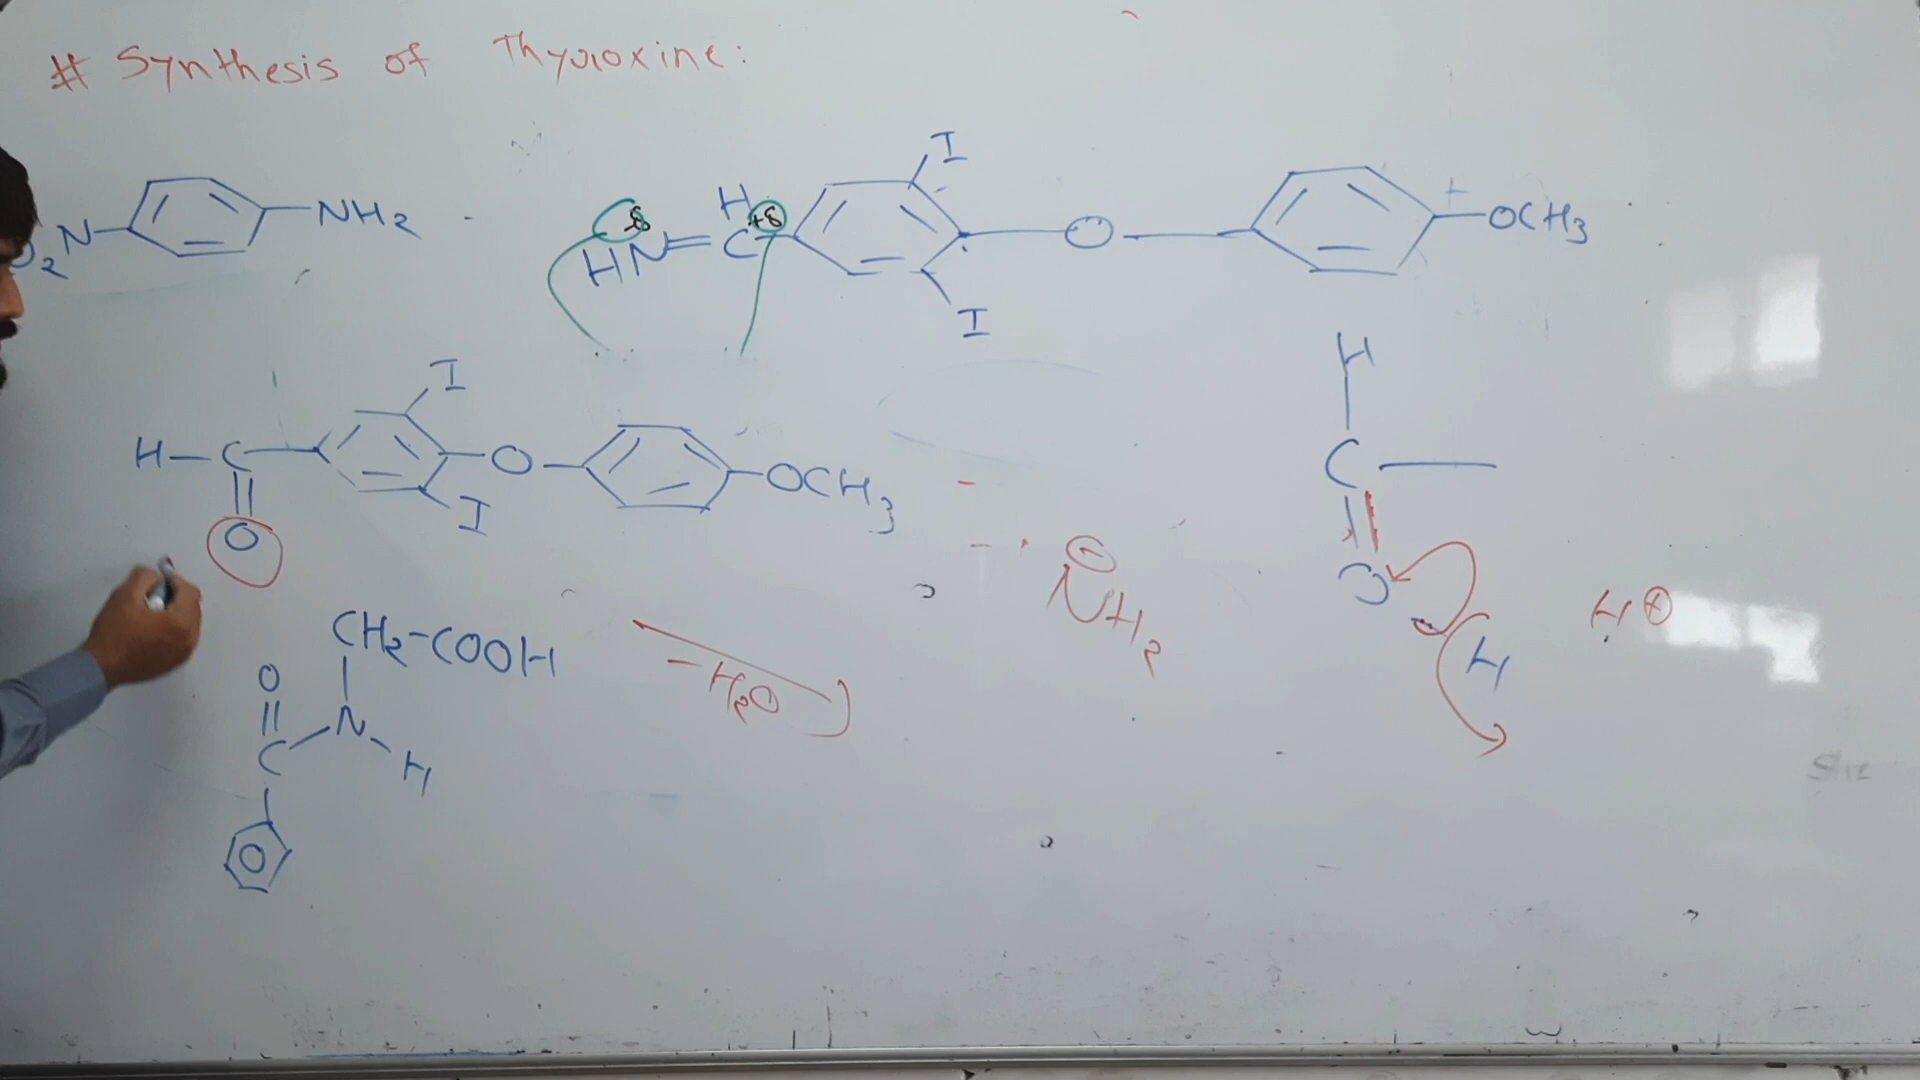 # Synthesis of Thyroxine:
I
O2N NH2
H
-δ +δ
HN=C O OCH3
I
H
I
H-C O OCH3
C
O I
⊖
NH2
O
H⊕
H
CH2-COOH
-H2O
O
N
C
H
O